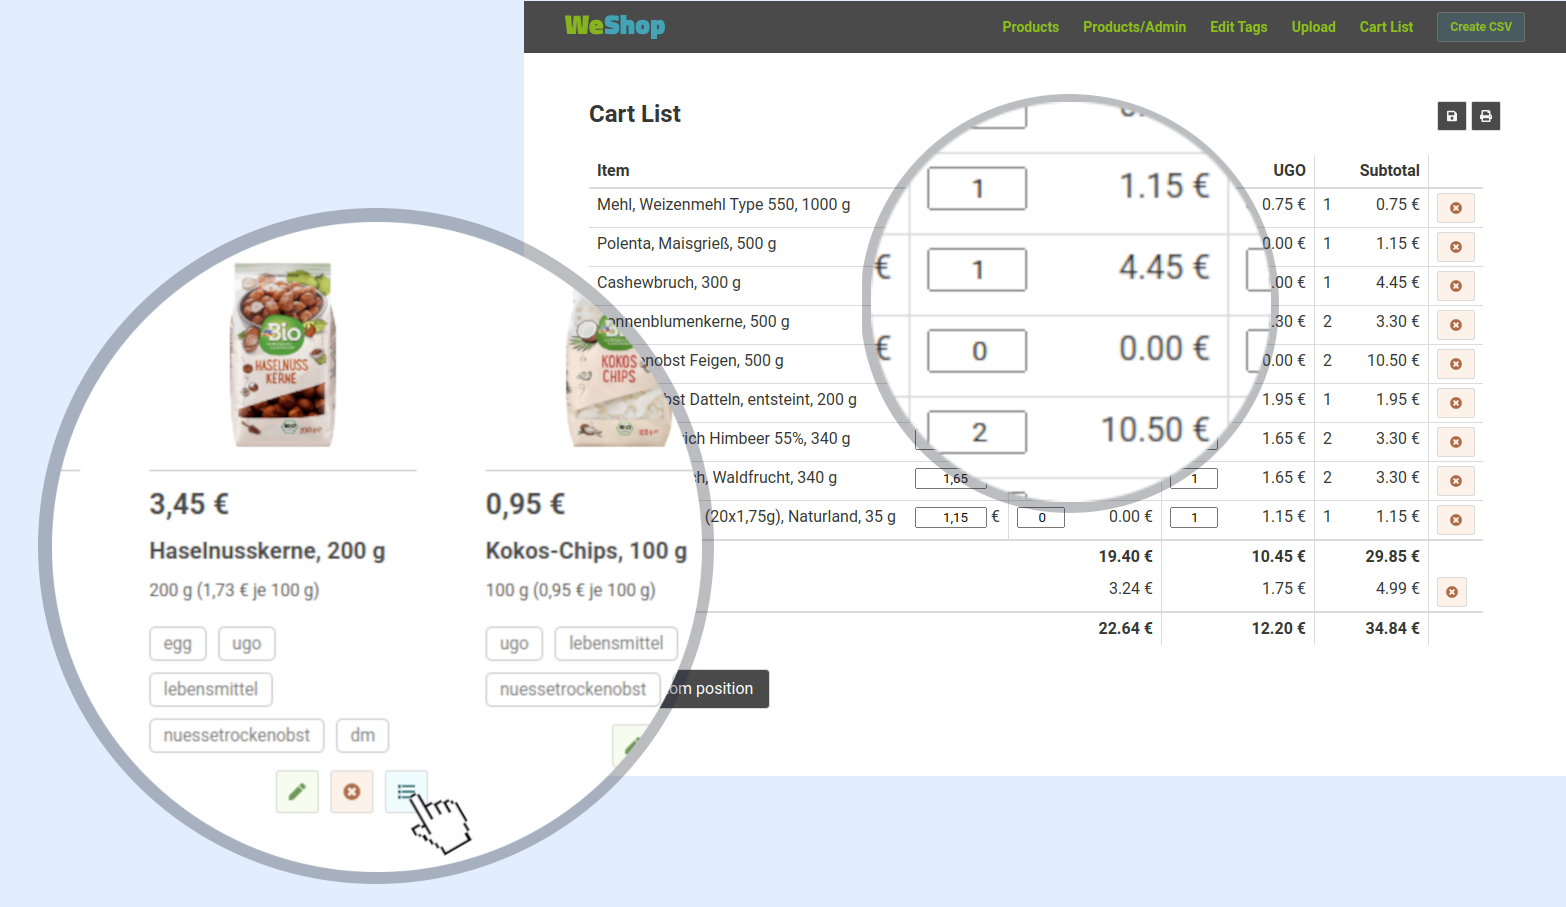 WeShop
Products Products/Admin Edit Tags Upload Cart List Create CSV
Cart List
Item UGO Subtotal
Mehl, Weizenmehl Type 550, 1000 g 0.75 € 1 0.75 €
Polenta, Maisgrieß, 500 g 1 1.15 € 0.00 € 1 1.15 €
Cashewbruch, 300 g € 1 4.45 € .00 € 1 4.45 €
onnenblumenkerne, 500 g € 0 0.00 € .30 € 2 3.30 €
nobst Feigen, 500 g 2 10.50 € 0.00 € 2 10.50 €
bst Datteln, entsteint, 200 g 1.95 € 1 1.95 €
ich Himbeer 55%, 340 g 1.65 € 2 3.30 €
h, Waldfrucht, 340 g 1,65 1 1.65 € 2 3.30 €
(20x1,75g), Naturland, 35 g 1,15 € 0 0.00 € 1 1.15 € 1 1.15 €
19.40 € 10.45 € 29.85 €
3.24 € 1.75 € 4.99 €
22.64 € 12.20 € 34.84 €
om position
Bio
HASELNUSS
KERNE
200 g
KOKOS
CHIPS
3,45 €
Haselnusskerne, 200 g
200 g (1,73 € je 100 g)
egg ugo
lebensmittel
nuessetrockenobst dm
0,95 €
Kokos-Chips, 100 g
100 g (0,95 € je 100 g)
ugo lebensmittel
nuessetrockenobst